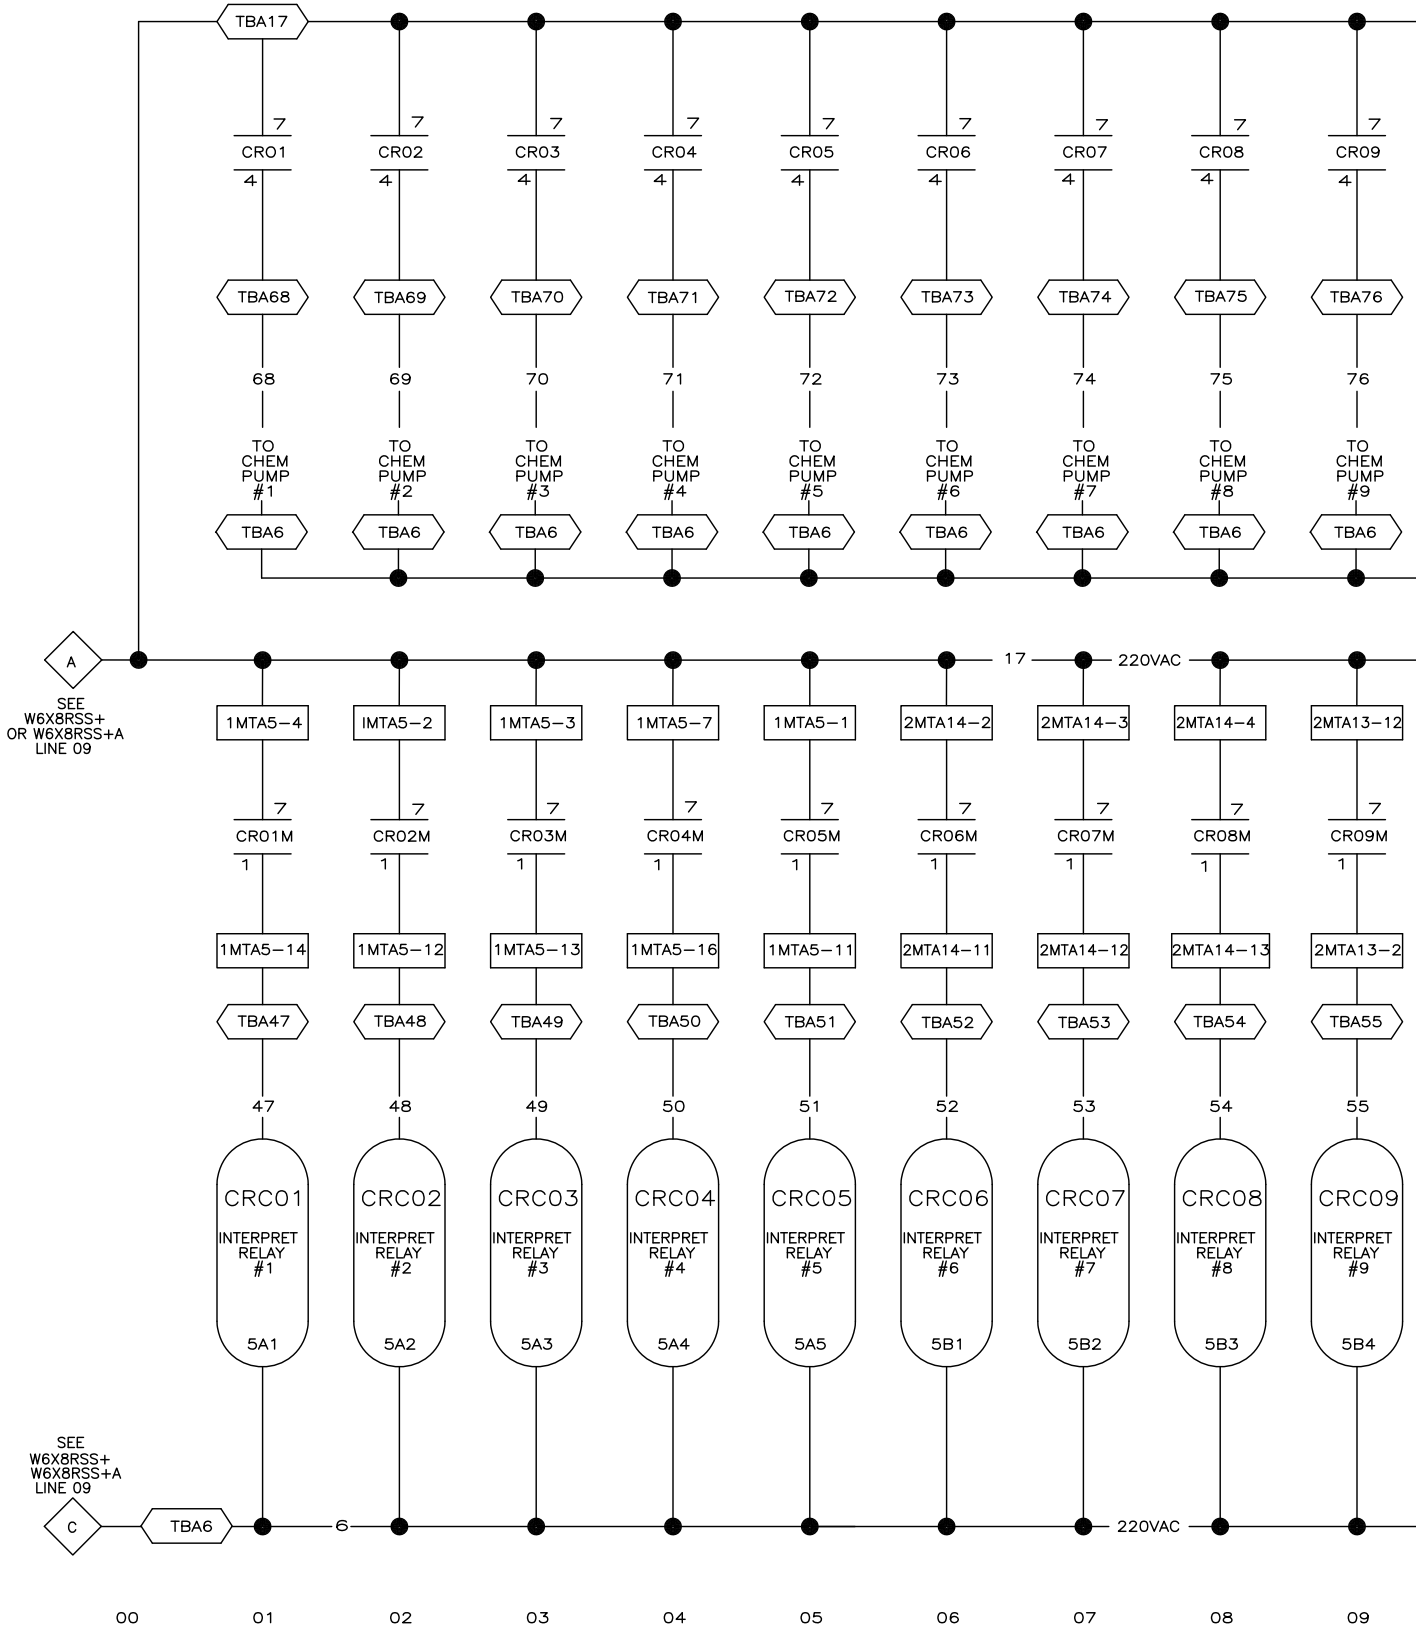 TBA17
7 7 7 7 7 7 7 7 7
CR01 CR02 CR03 CR04 CR05 CR06 CR07 CR08 CR09
4 4 4 4 4 4 4 4 4
TBA68 TBA69 TBA70 TBA71 TBA72 TBA73 TBA74 TBA75 TBA76
68 69 70 71 72 73 74 75 76
TO TO TO TO TO TO TO TO TO
CHEM CHEM CHEM CHEM CHEM CHEM CHEM CHEM CHEM
PUMP PUMP PUMP PUMP PUMP PUMP PUMP PUMP PUMP
#1 #2 #3 #4 #5 #6 #7 #8 #9
TBA6 TBA6 TBA6 TBA6 TBA6 TBA6 TBA6 TBA6 TBA6
A 17 220VAC
SEE
W6X8RSS+
OR W6X8RSS+A
LINE 09
1MTA5-4 IMTA5-2 1MTA5-3 1MTA5-7 1MTA5-1 2MTA14-2 2MTA14-3 2MTA14-4 2MTA13-12
7 7 7 7 7 7 7 7 7
CR01M CR02M CR03M CR04M CR05M CR06M CR07M CR08M CR09M
1 1 1 1 1 1 1 1 1
1MTA5-14 1MTA5-12 1MTA5-13 1MTA5-16 1MTA5-11 2MTA14-11 2MTA14-12 2MTA14-13 2MTA13-2
TBA47 TBA48 TBA49 TBA50 TBA51 TBA52 TBA53 TBA54 TBA55
47 48 49 50 51 52 53 54 55
CRC01 CRC02 CRC03 CRC04 CRC05 CRC06 CRC07 CRC08 CRC09
INTERPRET INTERPRET INTERPRET INTERPRET INTERPRET INTERPRET INTERPRET INTERPRET INTERPRET
RELAY RELAY RELAY RELAY RELAY RELAY RELAY RELAY RELAY
#1 #2 #3 #4 #5 #6 #7 #8 #9
5A1 5A2 5A3 5A4 5A5 5B1 5B2 5B3 5B4
SEE
W6X8RSS+
W6X8RSS+A
LINE 09
C TBA6 6 220VAC
00 01 02 03 04 05 06 07 08 09